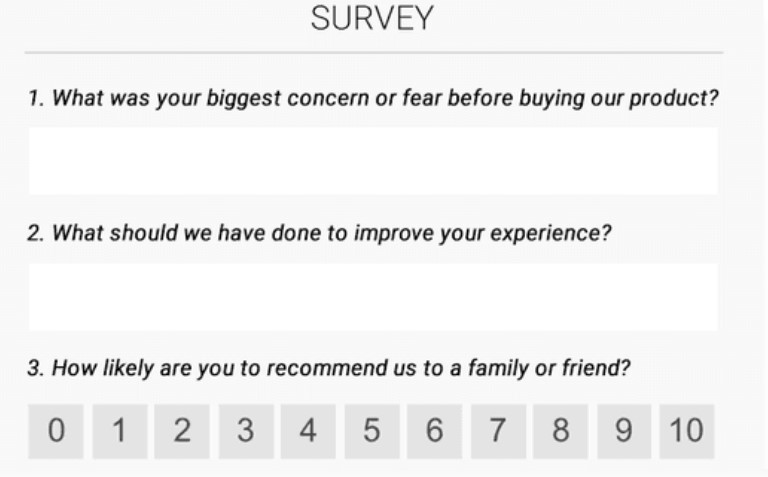 SURVEY
1. What was your biggest concern or fear before buying our product?
2. What should we have done to improve your experience?
3. How likely are you to recommend us to a family or friend?
0 1 2 3 4 5 6 7 8 9 10